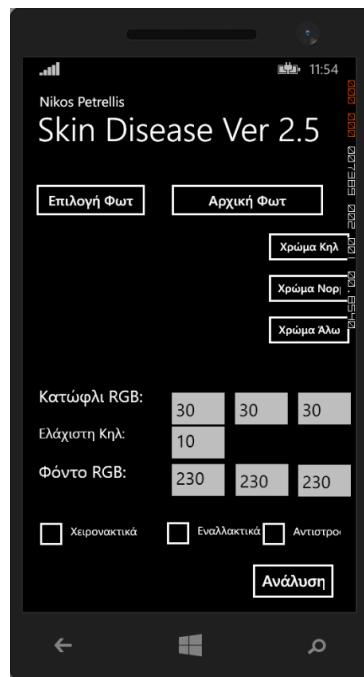 11:54
Nikos Petrellis
Skin Disease Ver 2.5
Επιλογή Φωτ Αρχική Φωτ
Χρώμα Κηλ
Χρώμα Νορ
Χρώμα Άλω
Κατώφλι RGB: 30 30 30
Ελάχιστη Κηλ: 10
Φόντο RGB: 230 230 230
Χειρονακτικά Εναλλακτικά Αντιστρο
Ανάλυση